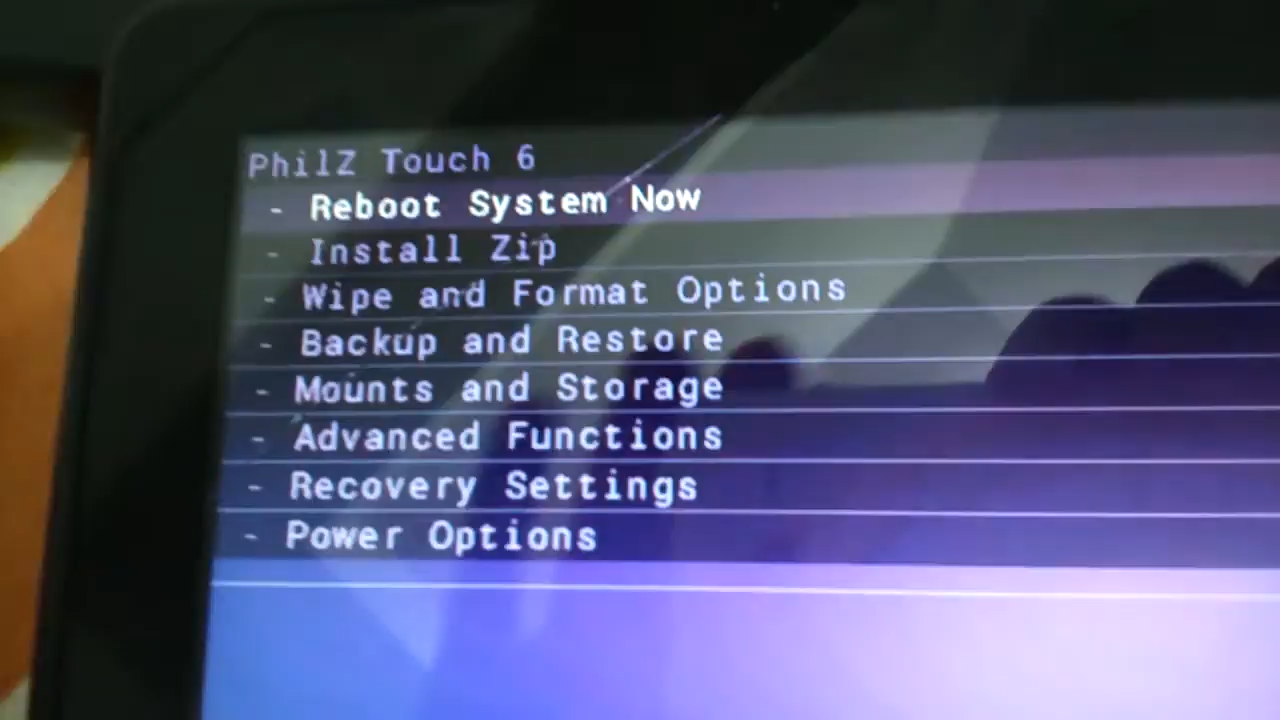 PhilZ Touch 6
- Reboot System Now
- Install Zip
- Wipe and Format Options
- Backup and Restore
- Mounts and Storage
- Advanced Functions
- Recovery Settings
- Power Options